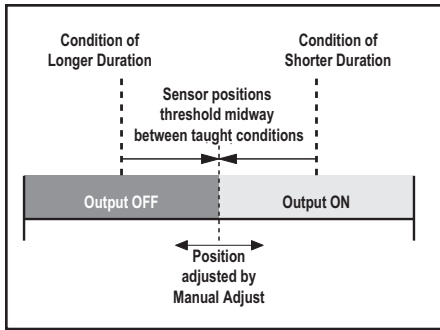 Condition of
Longer Duration
Condition of
Shorter Duration
Sensor positions
threshold midway
between taught conditions
Output OFF
Output ON
Position
adjusted by
Manual Adjust